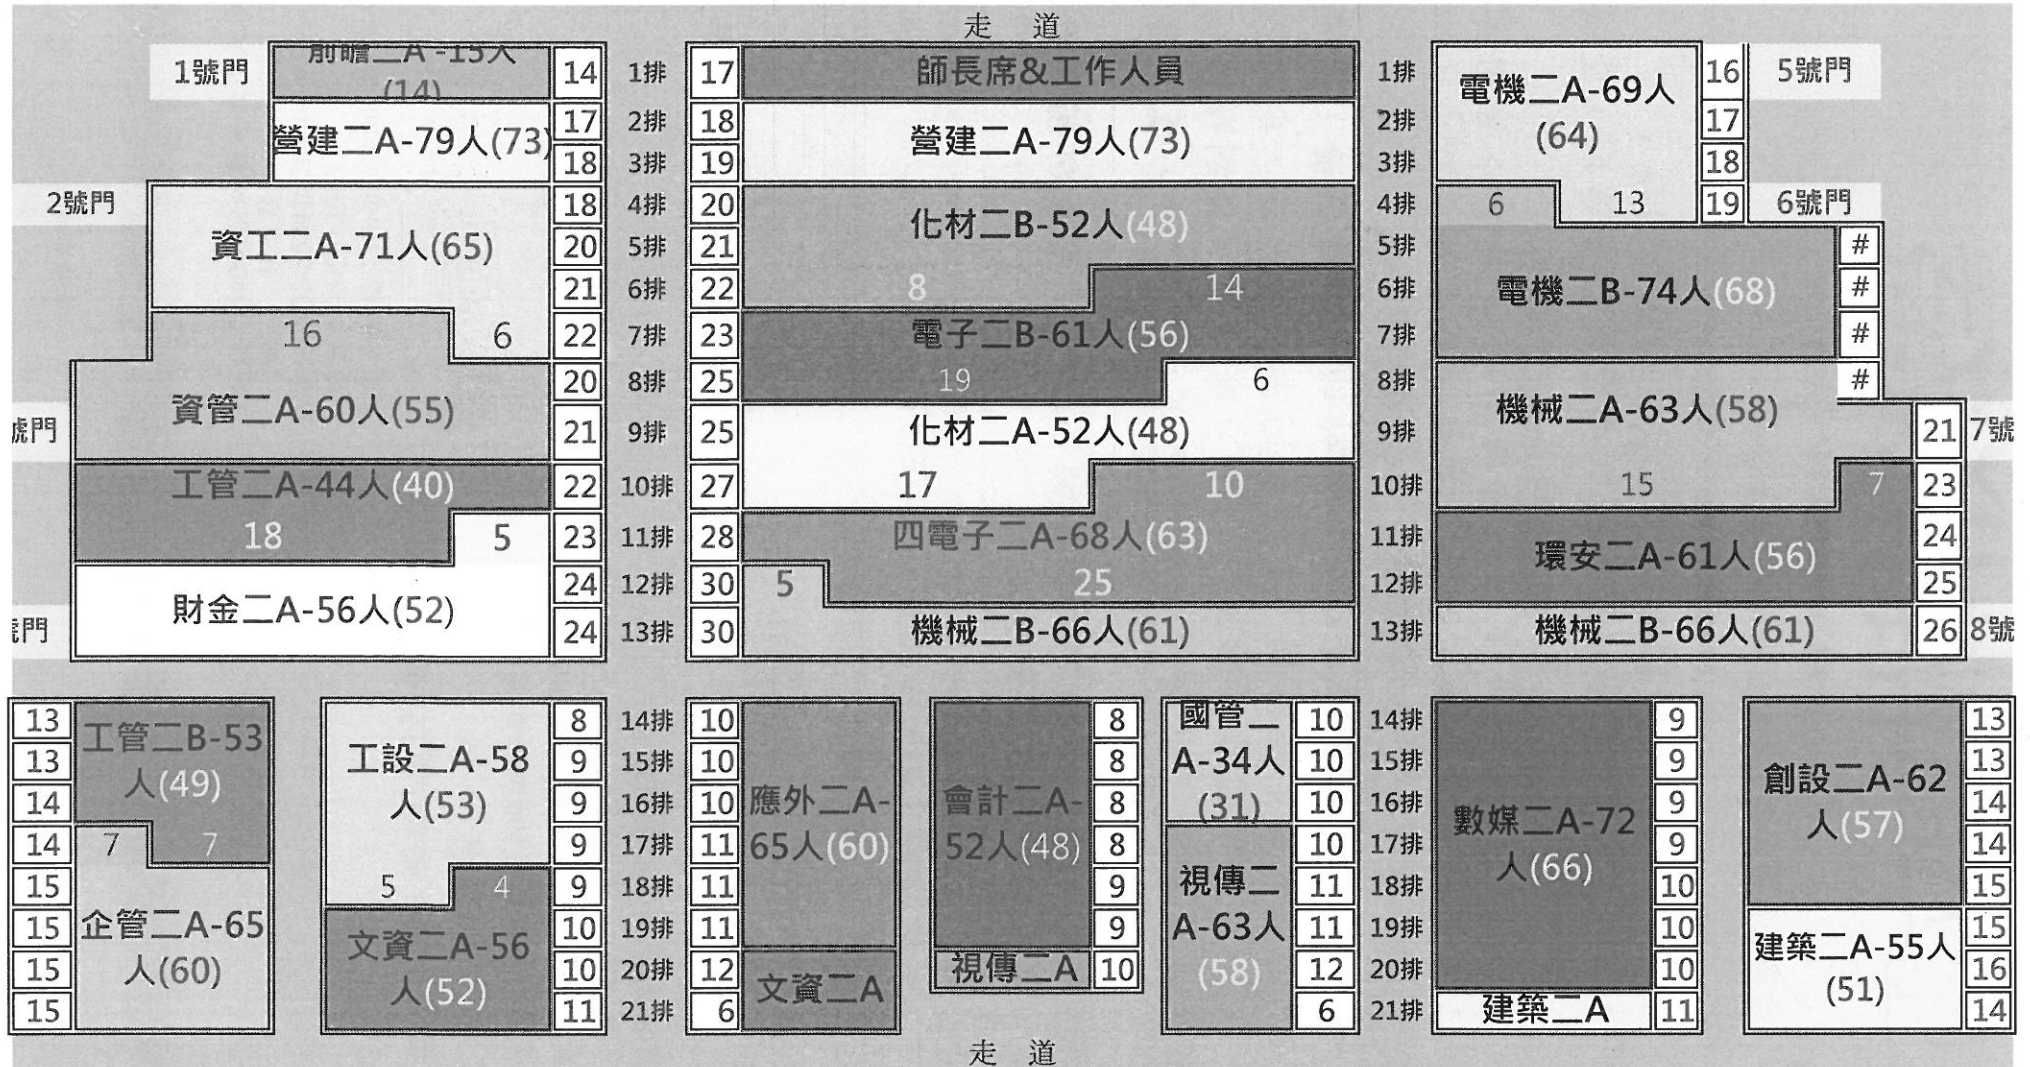 走 道
1號門
前瞻二A -15人
(14)
14
1排
17
師長席&工作人員
1排
電機二A-69人
(64)
16
5號門
營建二A-79人(73)
17
2排
18
營建二A-79人(73)
2排
17
18
3排
19
3排
18
2號門
資工二A-71人(65)
18
4排
20
化材二B-52人(48)
4排
6
13
19
6號門
20
5排
21
5排
#
21
6排
22
8
14
6排
電機二B-74人(68)
#
16
6
22
7排
23
電子二B-61人(56)
7排
#
資管二A-60人(55)
20
8排
25
19
6
8排
機械二A-63人(58)
#
號門
21
9排
25
化材二A-52人(48)
9排
21
7號
工管二A-44人(40)
22
10排
27
17
10
10排
15
7
23
18
5
23
11排
28
四電子二A-68人(63)
11排
環安二A-61人(56)
24
財金二A-56人(52)
24
12排
30
5
25
12排
25
號門
24
13排
30
機械二B-66人(61)
13排
機械二B-66人(61)
26
8號
13
工管二B-53
人(49)
工設二A-58
人(53)
8
14排
10
應外二A-
65人(60)
會計二A-
52人(48)
8
國管二
A-34人
(31)
10
14排
數媒二A-72
人(66)
9
創設二A-62
人(57)
13
13
9
15排
10
8
10
15排
9
13
14
9
16排
10
8
10
16排
9
14
14
7
7
9
17排
11
8
視傳二
A-63人
(58)
10
17排
9
14
15
企管二A-65
人(60)
5
4
9
18排
11
9
11
18排
10
15
15
文資二A-56
人(52)
10
19排
11
9
11
19排
10
建築二A-55人
(51)
15
15
10
20排
12
文資二A
視傳二A
10
12
20排
10
16
15
11
21排
6
6
21排
建築二A
11
14
走 道